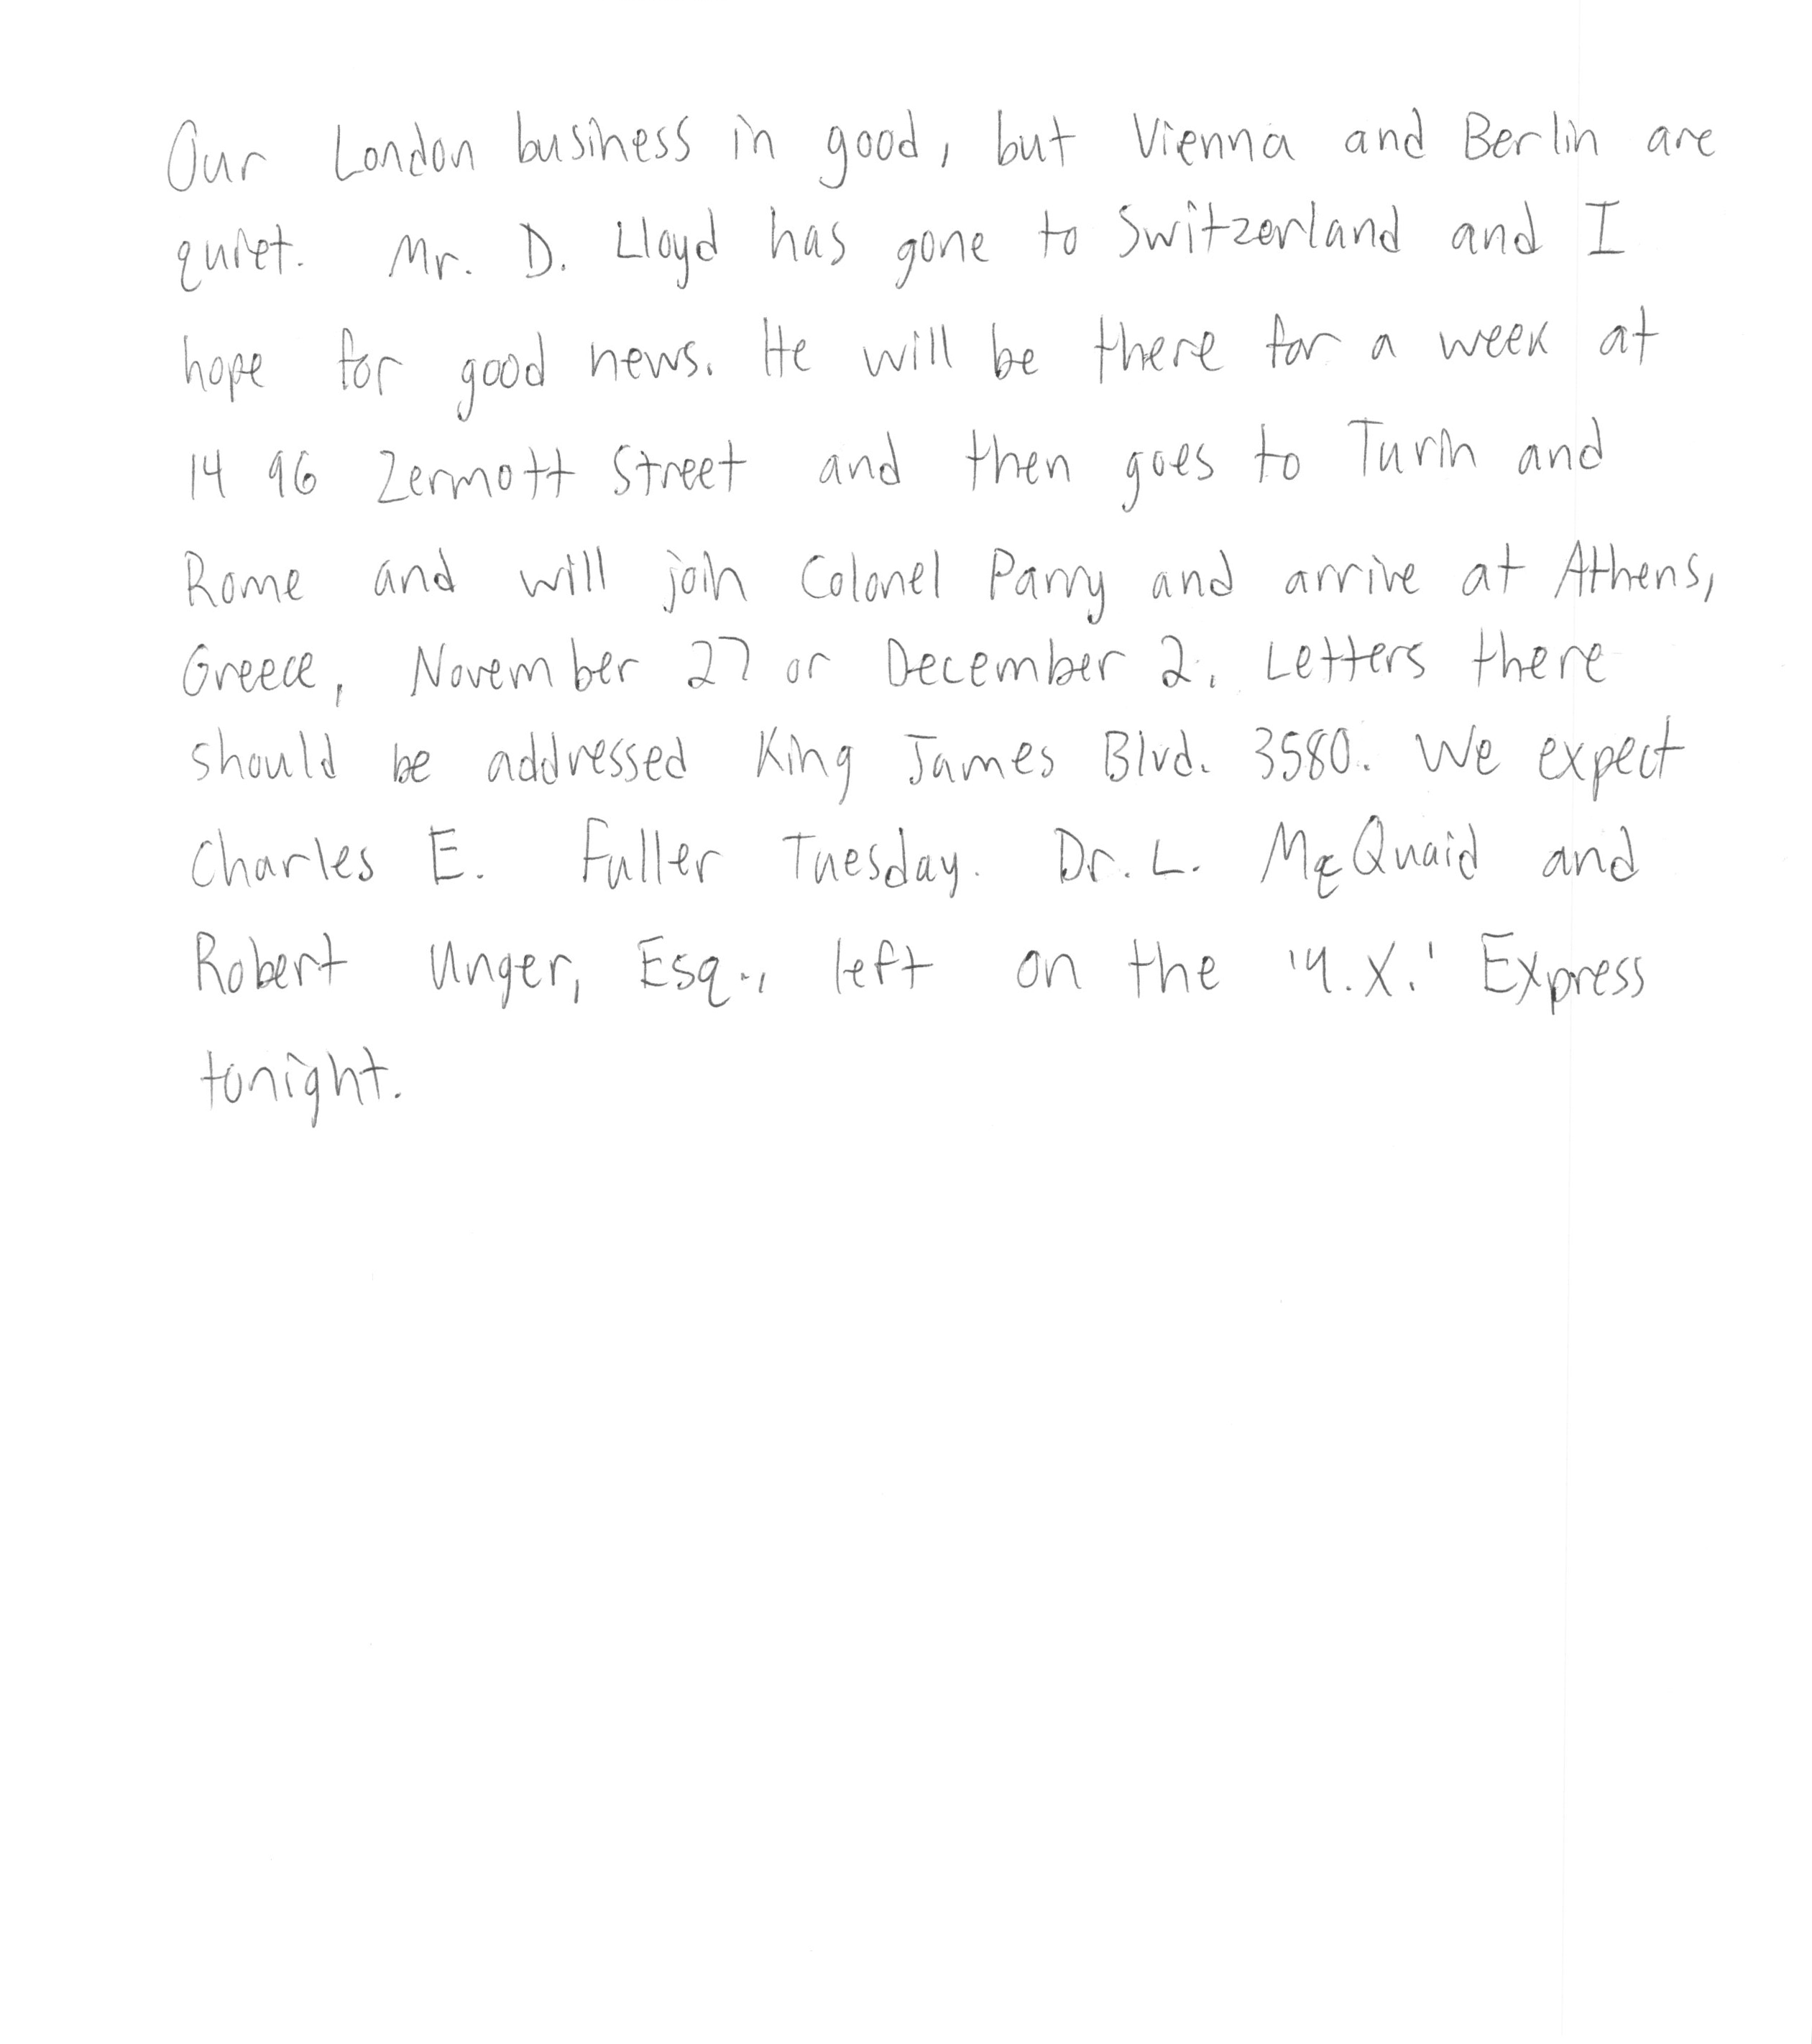 Our London business in good, but Vienna and Berlin are
quiet. Mr. D. Lloyd has gone to Switzerland and I
hope for good news. He will be there for a week at
14 96 Zermott Street and then goes to Turin and
Rome and will join Colonel Parry and arrive at Athens,
Greece, November 27 or December 2. Letters there
should be addressed King James Blvd. 3580. We expect
Charles E. Fuller Tuesday. Dr. L. McQuaid and
Robert Unger, Esq., left on the 'Y.X.' Express
tonight.